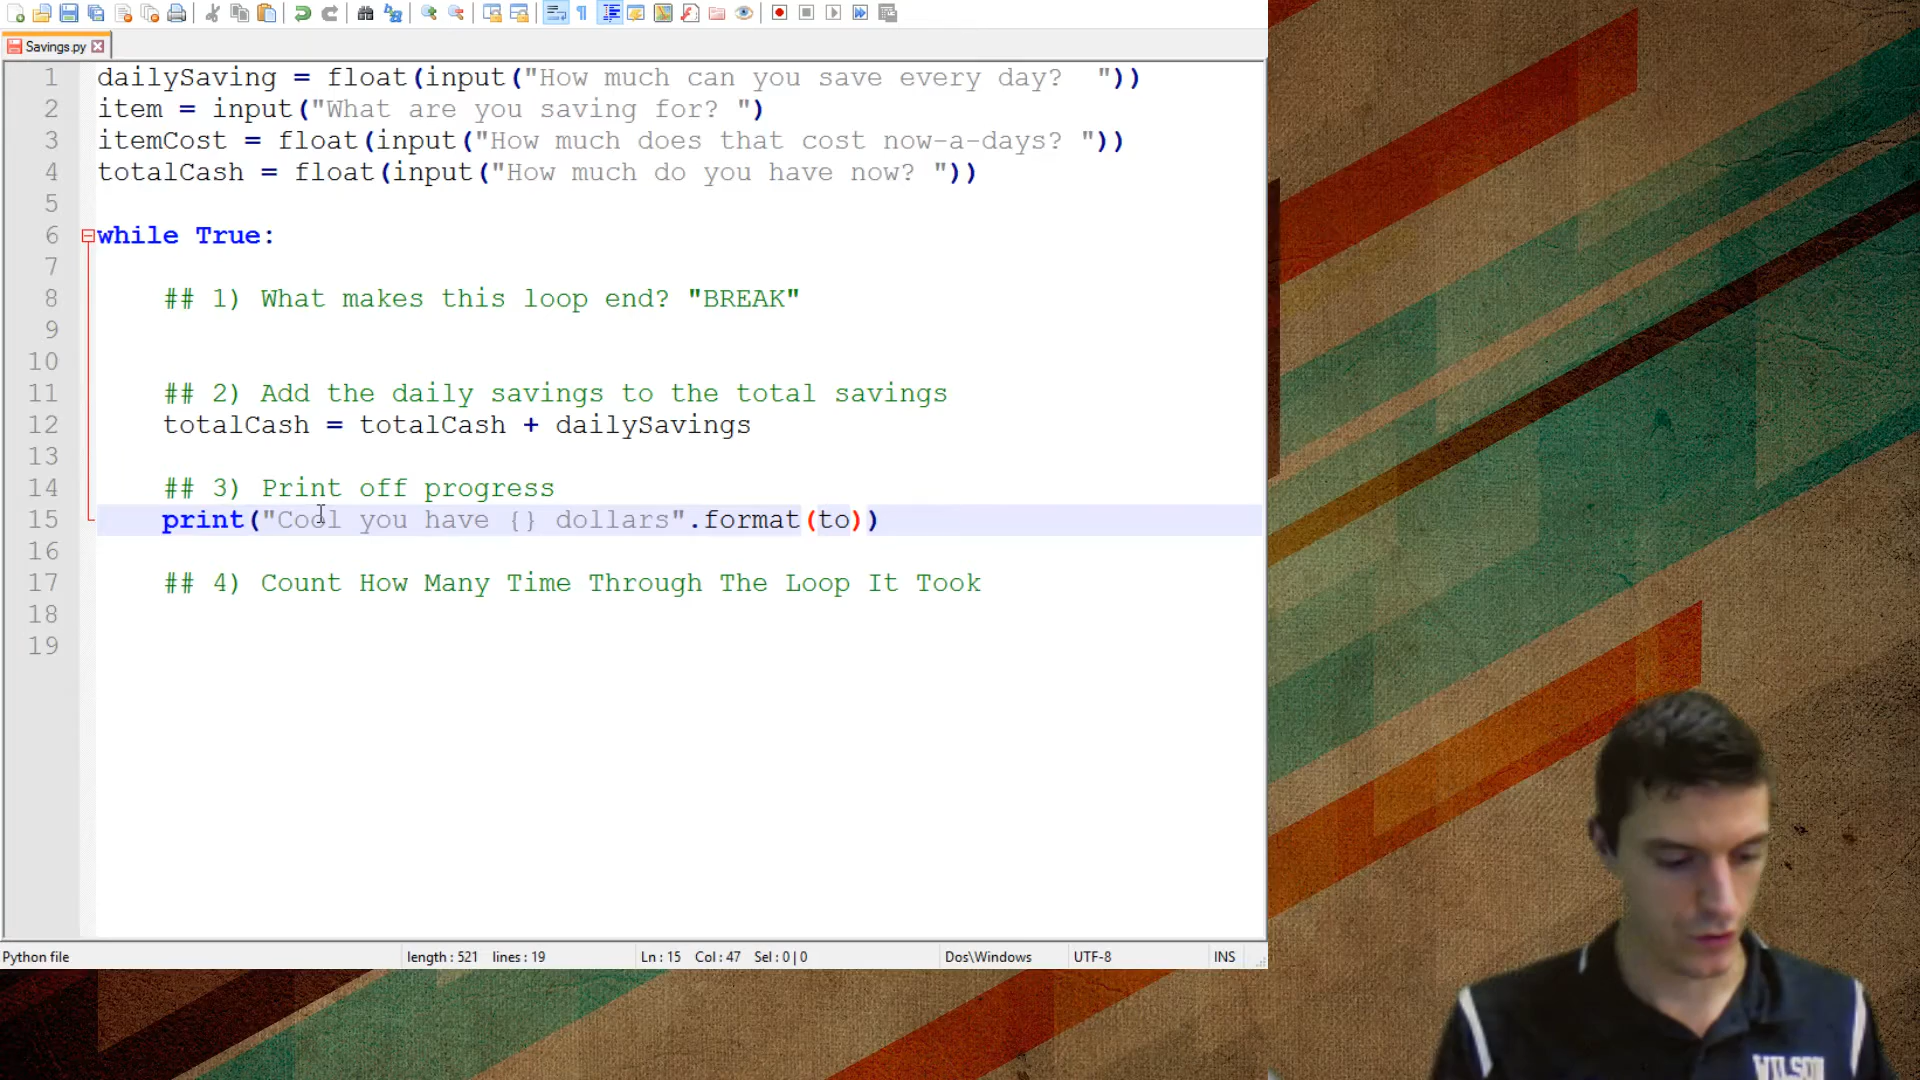 Savings.py
1 dailySaving = float(input("How much can you save every day?  "))
2 item = input("What are you saving for? ")
3 itemCost = float(input("How much does that cost now-a-days? "))
4 totalCash = float(input("How much do you have now? "))
5
6 while True:
7
8 ## 1) What makes this loop end? "BREAK"
9
10
11 ## 2) Add the daily savings to the total savings
12 totalCash = totalCash + dailySavings
13
14 ## 3) Print off progress
15 print("Cool you have {} dollars".format(to))
16
17 ## 4) Count How Many Time Through The Loop It Took
18
19
Python file length : 521 lines : 19 Ln : 15 Col : 47 Sel : 0 | 0 Dos\Windows UTF-8 INS
WILSON